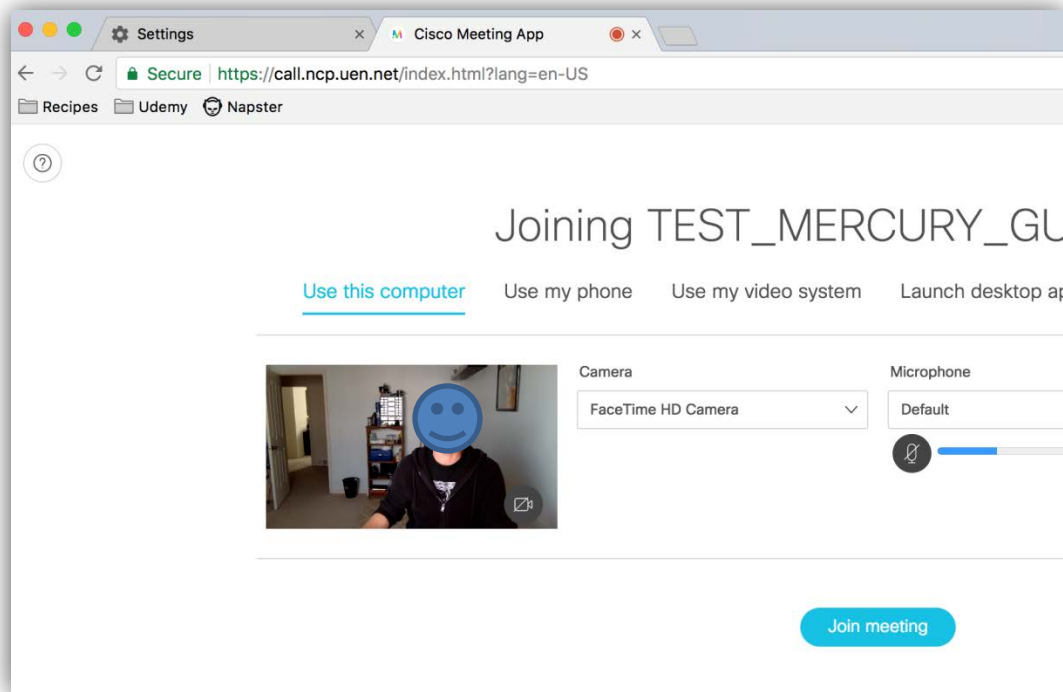 Settings
Cisco Meeting App
Secure https://call.ncp.uen.net/index.html?lang=en-US
Recipes Udemy Napster
Joining TEST_MERCURY_GU
Use this computer Use my phone Use my video system Launch desktop ap
Camera Microphone
FaceTime HD Camera Default
Join meeting